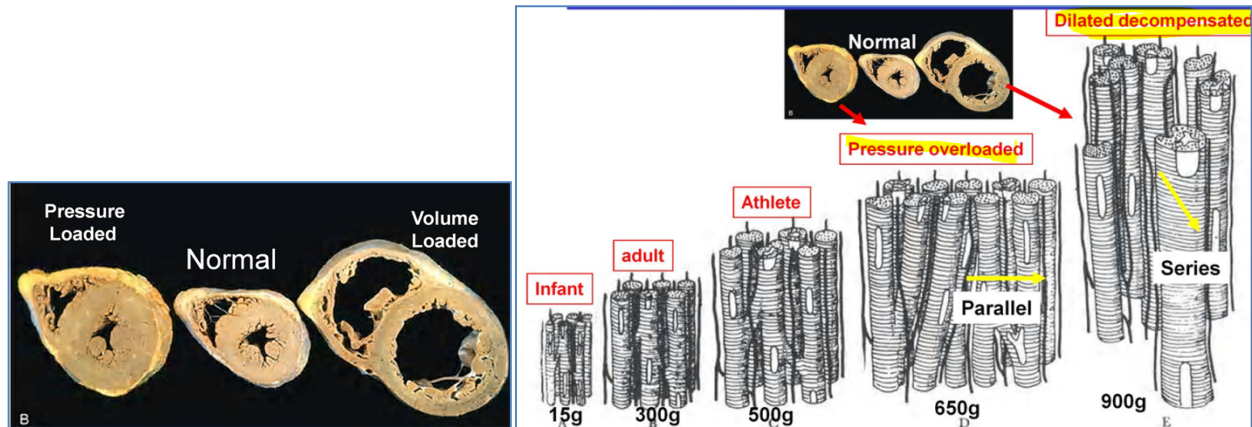 Pressure
Loaded
Normal
Volume
Loaded
B
Normal
B
Dilated decompensated
Pressure overloaded
Athlete
adult
Infant
Parallel
Series
15g
300g
500g
650g
900g
A
B
C
D
E